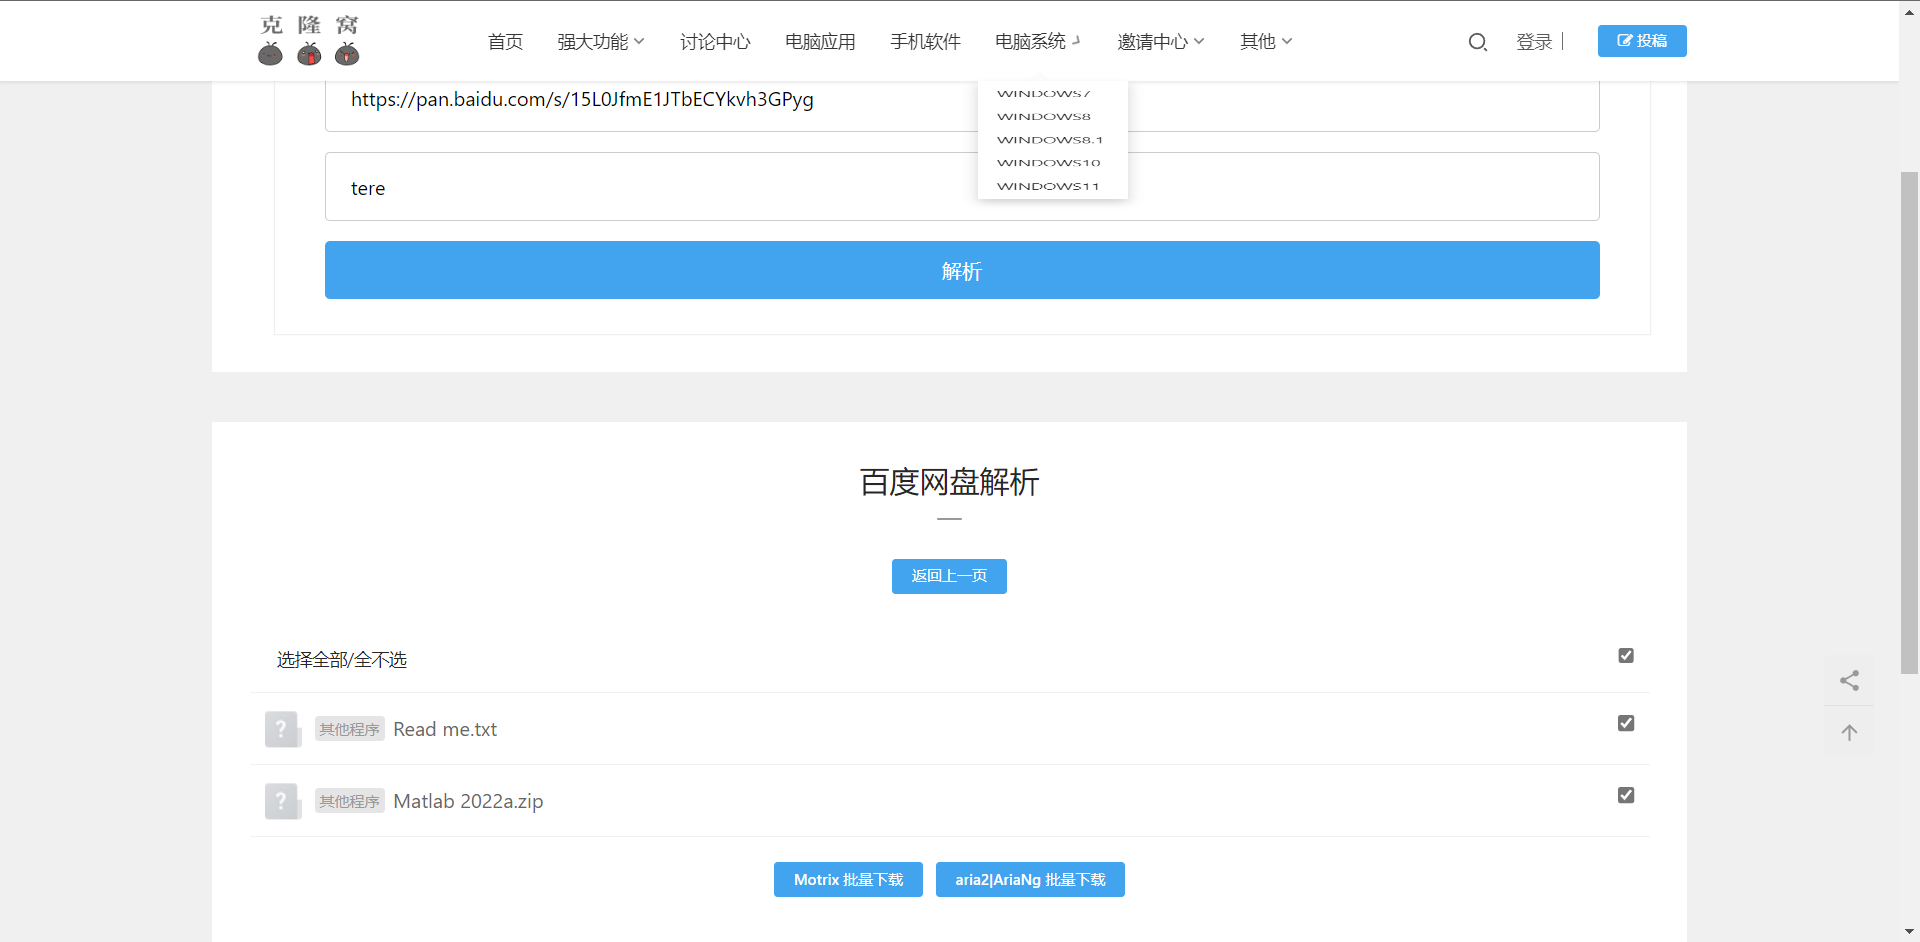 克隆窝
首页 强大功能 讨论中心 电脑应用 手机软件 电脑系统 邀请中心 其他 登录 投稿
https://pan.baidu.com/s/15L0JfmE1JTbECYkvh3GPyg
WINDOWS7
WINDOWS8
WINDOWS8.1
WINDOWS10
WINDOWS11
tere
解析
百度网盘解析
返回上一页
选择全部/全不选
其他程序 Read me.txt
其他程序 Matlab 2022a.zip
Motrix 批量下载 aria2|AriaNg 批量下载